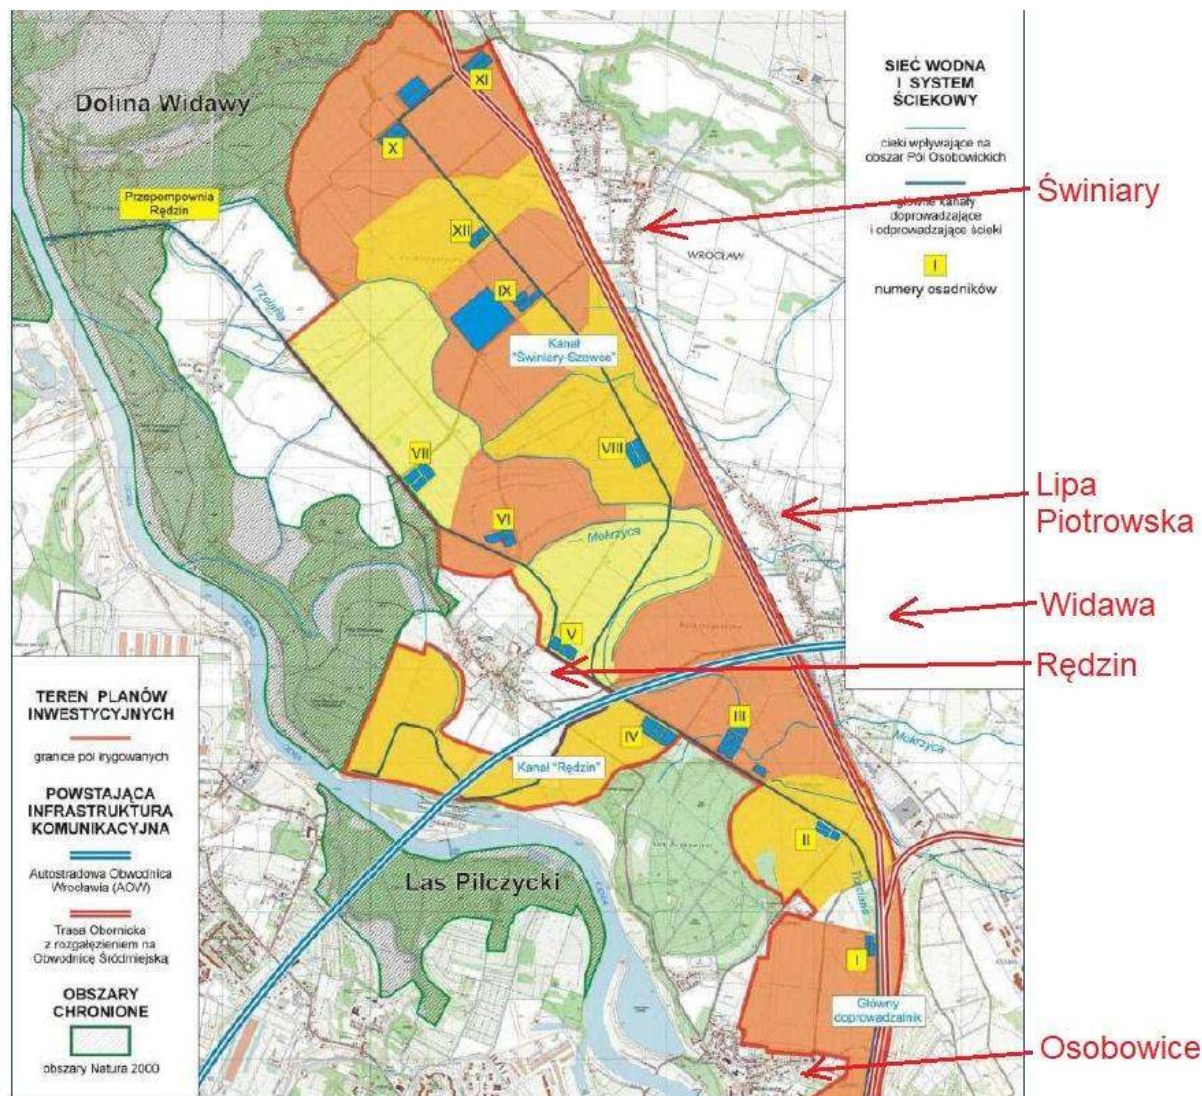 Dolina Widawy
XI
X
Przepompownia
Rędzin
XII
Trzciana
IX
WROCŁAW
Kanał
"Świniary-Szewce"
VIII
VII
VI
Mokrzyca
V
III
IV
Kanał "Rędzin"
Mokrzyca
II
Trzciana
Las Pilczycki
I
Główny
doprowadzalnik
SIEĆ WODNA
I SYSTEM
ŚCIEKOWY
cieki wpływające na
obszar Pól Osobowickich
główne kanały
doprowadzające
i odprowadzające ścieki
I
numery osadników
Świniary
Lipa
Piotrowska
Widawa
Rędzin
Osobowice
TEREN PLANÓW
INWESTYCYJNYCH
granice pól irygowanych
POWSTAJĄCA
INFRASTRUKTURA
KOMUNIKACYJNA
Autostradowa Obwodnica
Wrocławia (AOW)
Trasa Obornicka
z rozgałęzieniem na
Obwodnicę Śródmiejską
OBSZARY
CHRONIONE
obszary Natura 2000